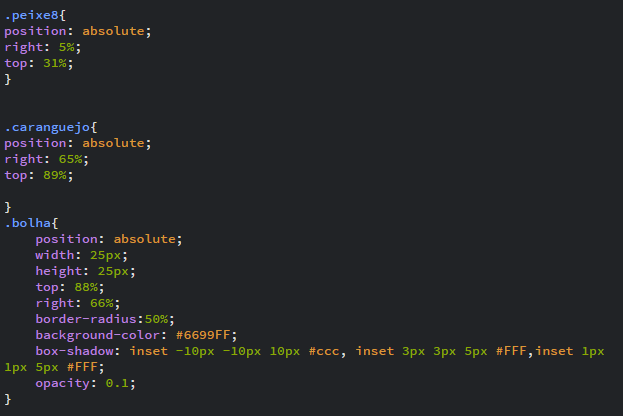 .peixe8{
position: absolute;
right: 5%;
top: 31%;
}
.caranguejo{
position: absolute;
right: 65%;
top: 89%;
}
.bolha{
position: absolute;
width: 25px;
height: 25px;
top: 88%;
right: 66%;
border-radius:50%;
background-color: #6699FF;
box-shadow: inset -10px -10px 10px #ccc, inset 3px 3px 5px #FFF,inset 1px
1px 5px #FFF;
opacity: 0.1;
}